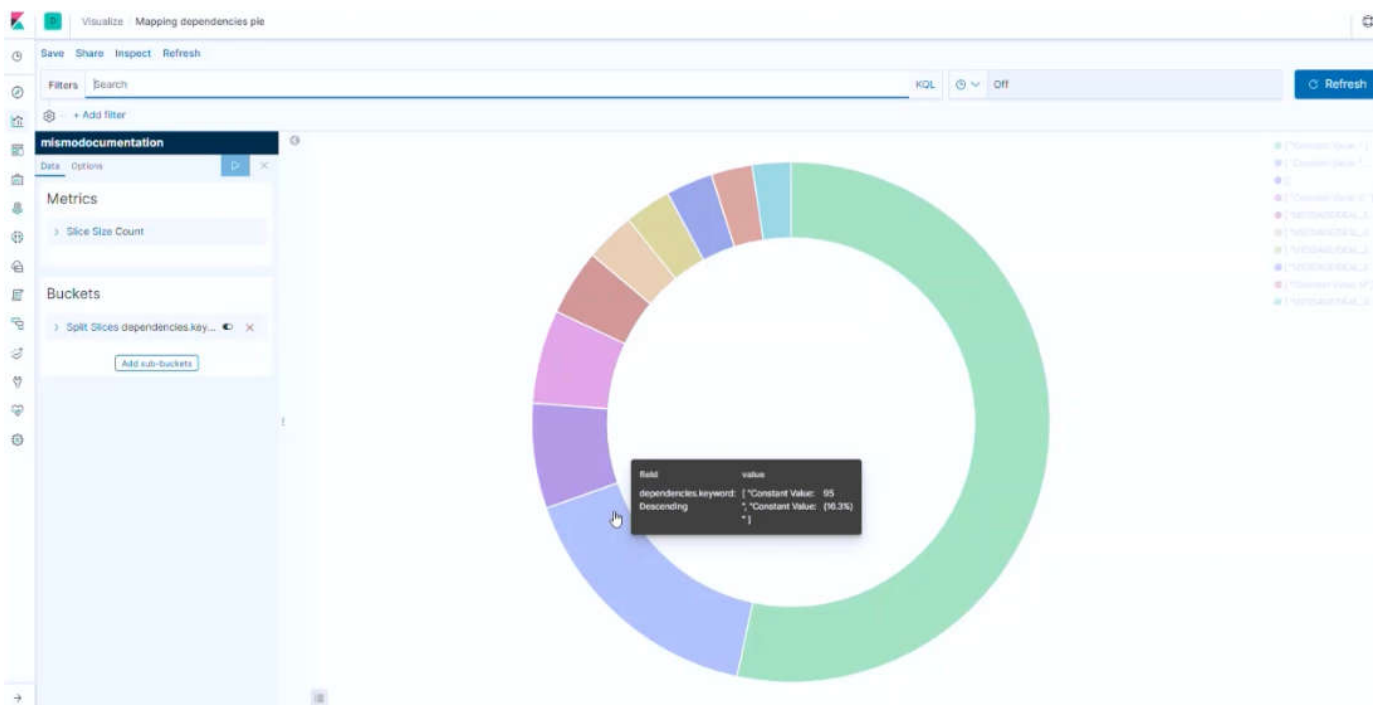 D Visualize Mapping dependencies pie
Save Share Inspect Refresh
Filters Search KQL Off Refresh
+ Add filter
mismodocumentation
Data Options
Metrics
Slice Size Count
Buckets
Split Slices dependencies.key...
Add sub-buckets
field value
dependencies.keyword: [ "Constant Value: 95
Descending ", "Constant Value: (16.3%)
" ]
[ "Constant Value: " ]